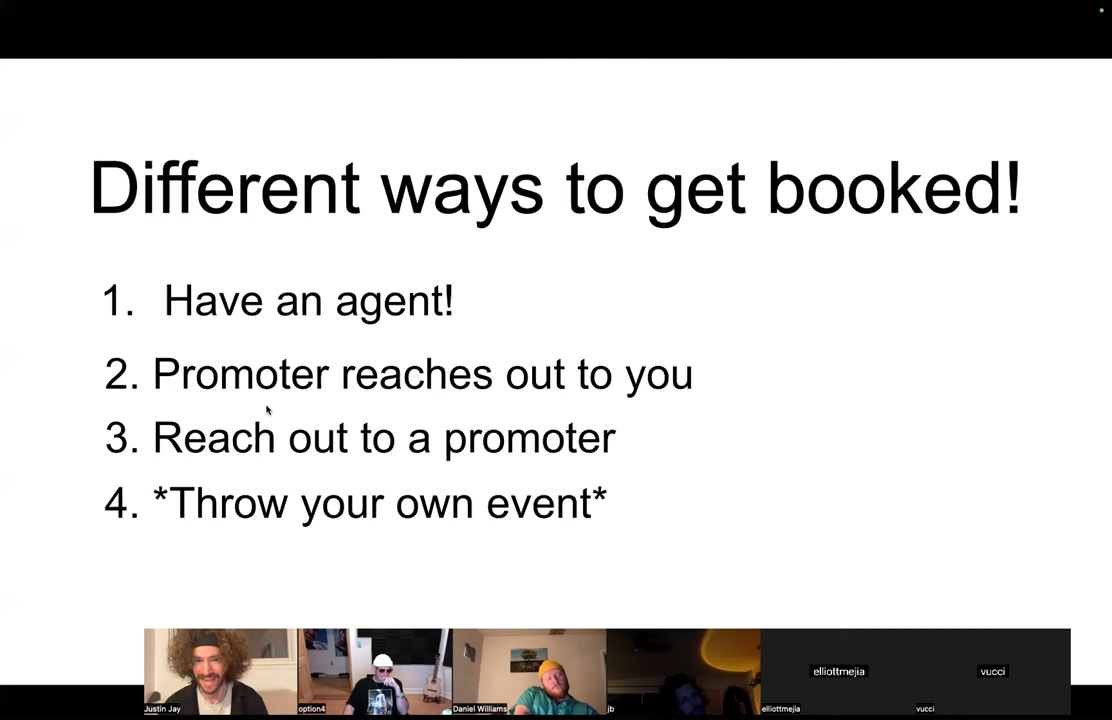 Different ways to get booked!
1. Have an agent!
2. Promoter reaches out to you
3. Reach out to a promoter
4. *Throw your own event*
elliottmejia
vucci
Justin Jay
option4
Daniel Williams
jb
elliottmejia
vucci